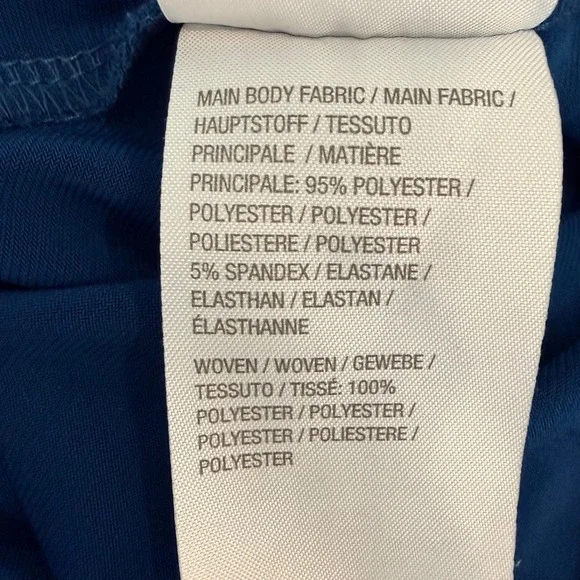 MAIN BODY FABRIC / MAIN FABRIC /
HAUPTSTOFF / TESSUTO
PRINCIPALE / MATIÈRE
PRINCIPALE: 95% POLYESTER /
POLYESTER / POLYESTER /
POLIESTERE / POLYESTER
5% SPANDEX / ELASTANE /
ELASTHAN / ELASTAN /
ÉLASTHANNE
WOVEN / WOVEN / GEWEBE /
TESSUTO / TISSÉ: 100%
POLYESTER / POLYESTER /
POLYESTER / POLIESTERE /
POLYESTER